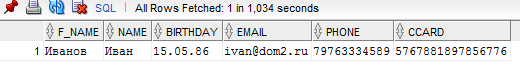 SQL | All Rows Fetched: 1 in 1,034 seconds
F_NAME NAME BIRTHDAY EMAIL PHONE CCARD
1 Иванов Иван 15.05.86 ivan@dom2.ru 79763334589 5767881897856776